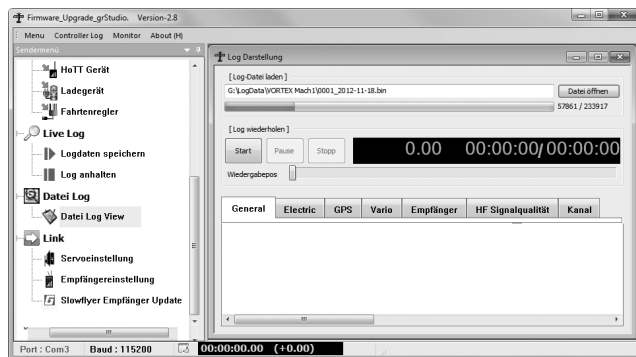 Firmware_Upgrade_grStudio. Version-2.8
Menu Controller Log Monitor About (H)
Sendermenü
HoTT Gerät
Ladegerät
Fahrtenregler
Live Log
Logdaten speichern
Log anhalten
Datei Log
Datei Log View
Link
Servoeinstellung
Empfängereinstellung
Slowflyer Empfänger Update
Log Darstellung
[Log-Datei laden ]
G:\LogData\VORTEX Mach1\0001_2012-11-18.bin
Datei öffnen
57861 / 233917
[Log wiederholen ]
Start Pause Stopp 0.00 00:00:00/00:00:00
Wiedergabepos
General Electric GPS Vario Empfänger HF Signalqualität Kanal
Port : Com3 Baud : 115200 00:00:00.00 (+0.00)